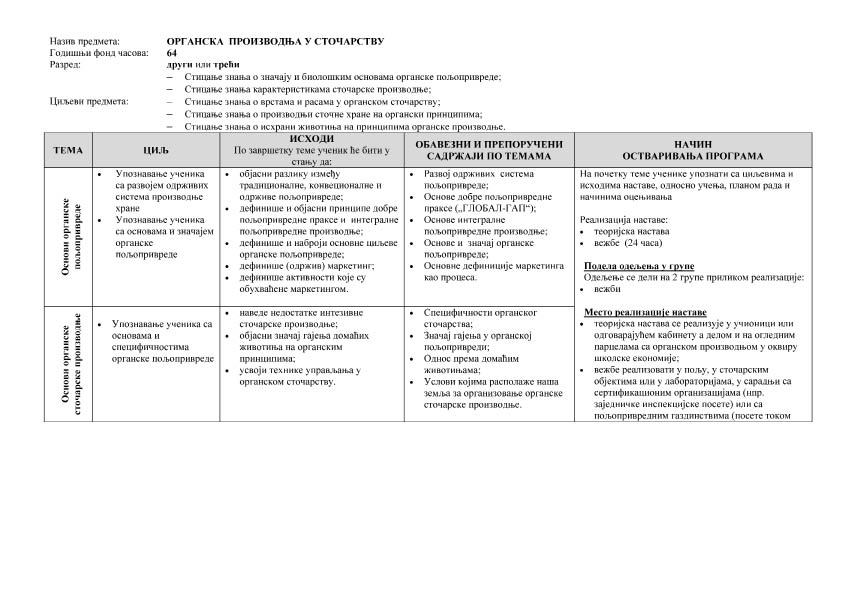 Назив предмета: ОРГАНСКА ПРОИЗВОДЊА У СТОЧАРСТВУ
Годишњи фонд часова: 64
Разред: други или трећи
Циљеви предмета:
– Стицање знања о значају и биолошким основама органске пољопривреде;
– Стицање знања карактеристикама сточарске производње;
– Стицање знања о врстама и расама у органском сточарству;
– Стицање знања о производњи сточне хране на органски принципима;
– Стицање знања о исхрани животиња на принципима органске производње.
ТЕМА
ЦИЉ
ИСХОДИ
По завршетку теме ученик ће бити у
стању да:
ОБАВЕЗНИ И ПРЕПОРУЧЕНИ
САДРЖАЈИ ПО ТЕМАМА
НАЧИН
ОСТВАРИВАЊА ПРОГРАМА
Основи органске
пољопривреде
• Упознавање ученика
са развојем одрживих
система производње
хране
• Упознавање ученика
са основама и значајем
органске
пољопривреде
• објасни разлику између
традиционалне, конвеционалне и
одрживе пољопривреде;
• дефинише и објасни принципе добре
пољопривредне праксе и интегралне
пољопривредне производње;
• дефинише и наброји основне циљеве
органске пољопривреде;
• дефинише (одржив) маркетинг;
• дефинише активности које су
обухваћене маркетингом.
• Развој одрживих система
пољопривреде;
• Основе добре пољопривредне
праксе („ГЛОБАЛ-ГАП“);
• Основе интегралне
пољопривредне производње;
• Основе и значај органске
пољопривреде;
• Основне дефиниције маркетинга
као процеса.
На почетку теме ученике упознати са циљевима и
исходима наставе, односно учења, планом рада и
начинима оцењивања
Реализација наставе:
• теоријска настава
• вежбе (24 часа)
Подела одељења у групе
Одељење се дели на 2 групе приликом реализације:
• вежби
Место реализације наставе
• теоријска настава се реализује у учионици или
одговарајућем кабинету а делом и на огледним
парцелама са органском производњом у оквиру
школске економије;
• вежбе реализовати у пољу, у сточарским
објектима или у лабораторијама, у сарадњи са
сертификационим организацијама (нпр.
заједничке инспекцијске посете) или са
пољопривредним газдинствима (посете током
Основи органске
сточарске производње
• Упознавање ученика са
основама и
специфичностима
органске пољопривреде
• наведе недостатке интезивне
сточарске производње;
• објасни значај гајења домаћих
животиња на органским
принципима;
• усвоји технике управљања у
органском сточарству.
• Специфичности органског
сточарства;
• Значај гајења у органској
пољопривреди;
• Однос према домаћим
животињама;
• Услови којима располаже наша
земља за организовање органске
сточарске производње.